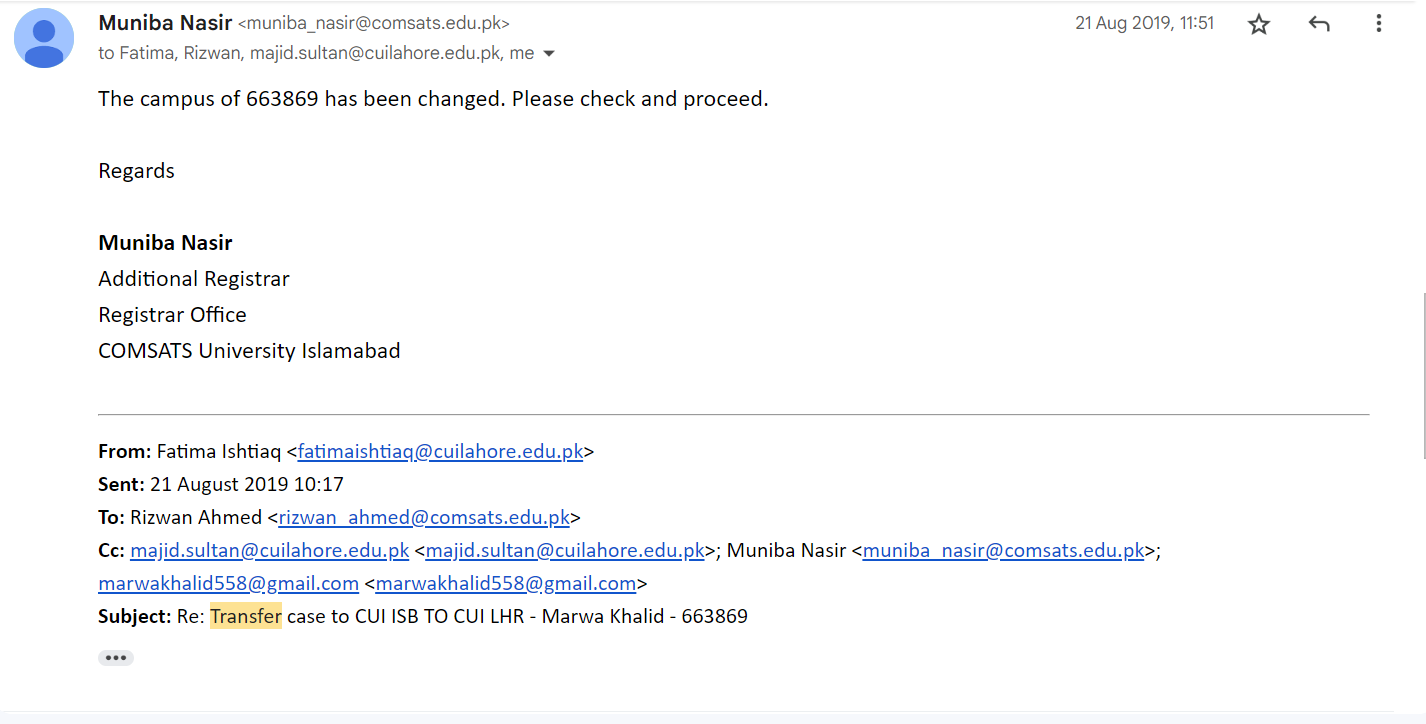 Muniba Nasir <muniba_nasir@comsats.edu.pk> 21 Aug 2019, 11:51
to Fatima, Rizwan, majid.sultan@cuilahore.edu.pk, me
The campus of 663869 has been changed. Please check and proceed.
Regards
Muniba Nasir
Additional Registrar
Registrar Office
COMSATS University Islamabad
From: Fatima Ishtiaq <fatimaishtiaq@cuilahore.edu.pk>
Sent: 21 August 2019 10:17
To: Rizwan Ahmed <rizwan_ahmed@comsats.edu.pk>
Cc: majid.sultan@cuilahore.edu.pk <majid.sultan@cuilahore.edu.pk>; Muniba Nasir <muniba_nasir@comsats.edu.pk>;
marwakhalid558@gmail.com <marwakhalid558@gmail.com>
Subject: Re: Transfer case to CUI ISB TO CUI LHR - Marwa Khalid - 663869